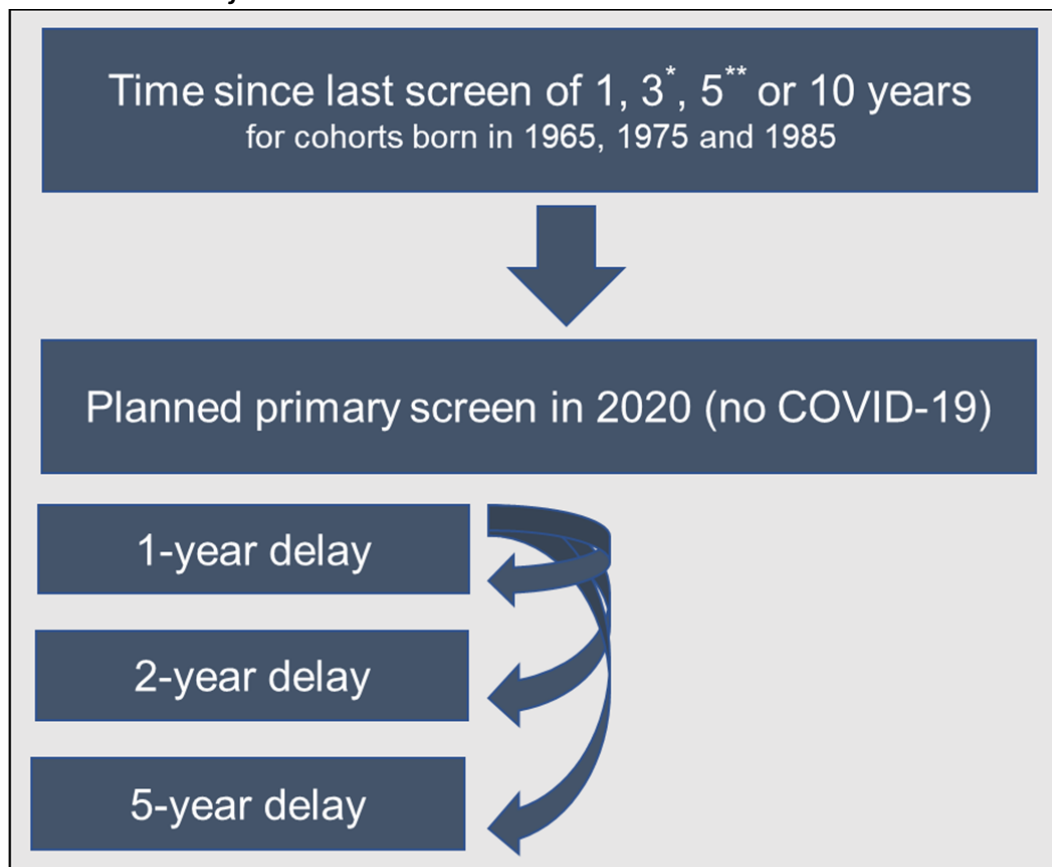 Time since last screen of 1, 3*, 5** or 10 years
for cohorts born in 1965, 1975 and 1985
Planned primary screen in 2020 (no COVID-19)
1-year delay
2-year delay
5-year delay